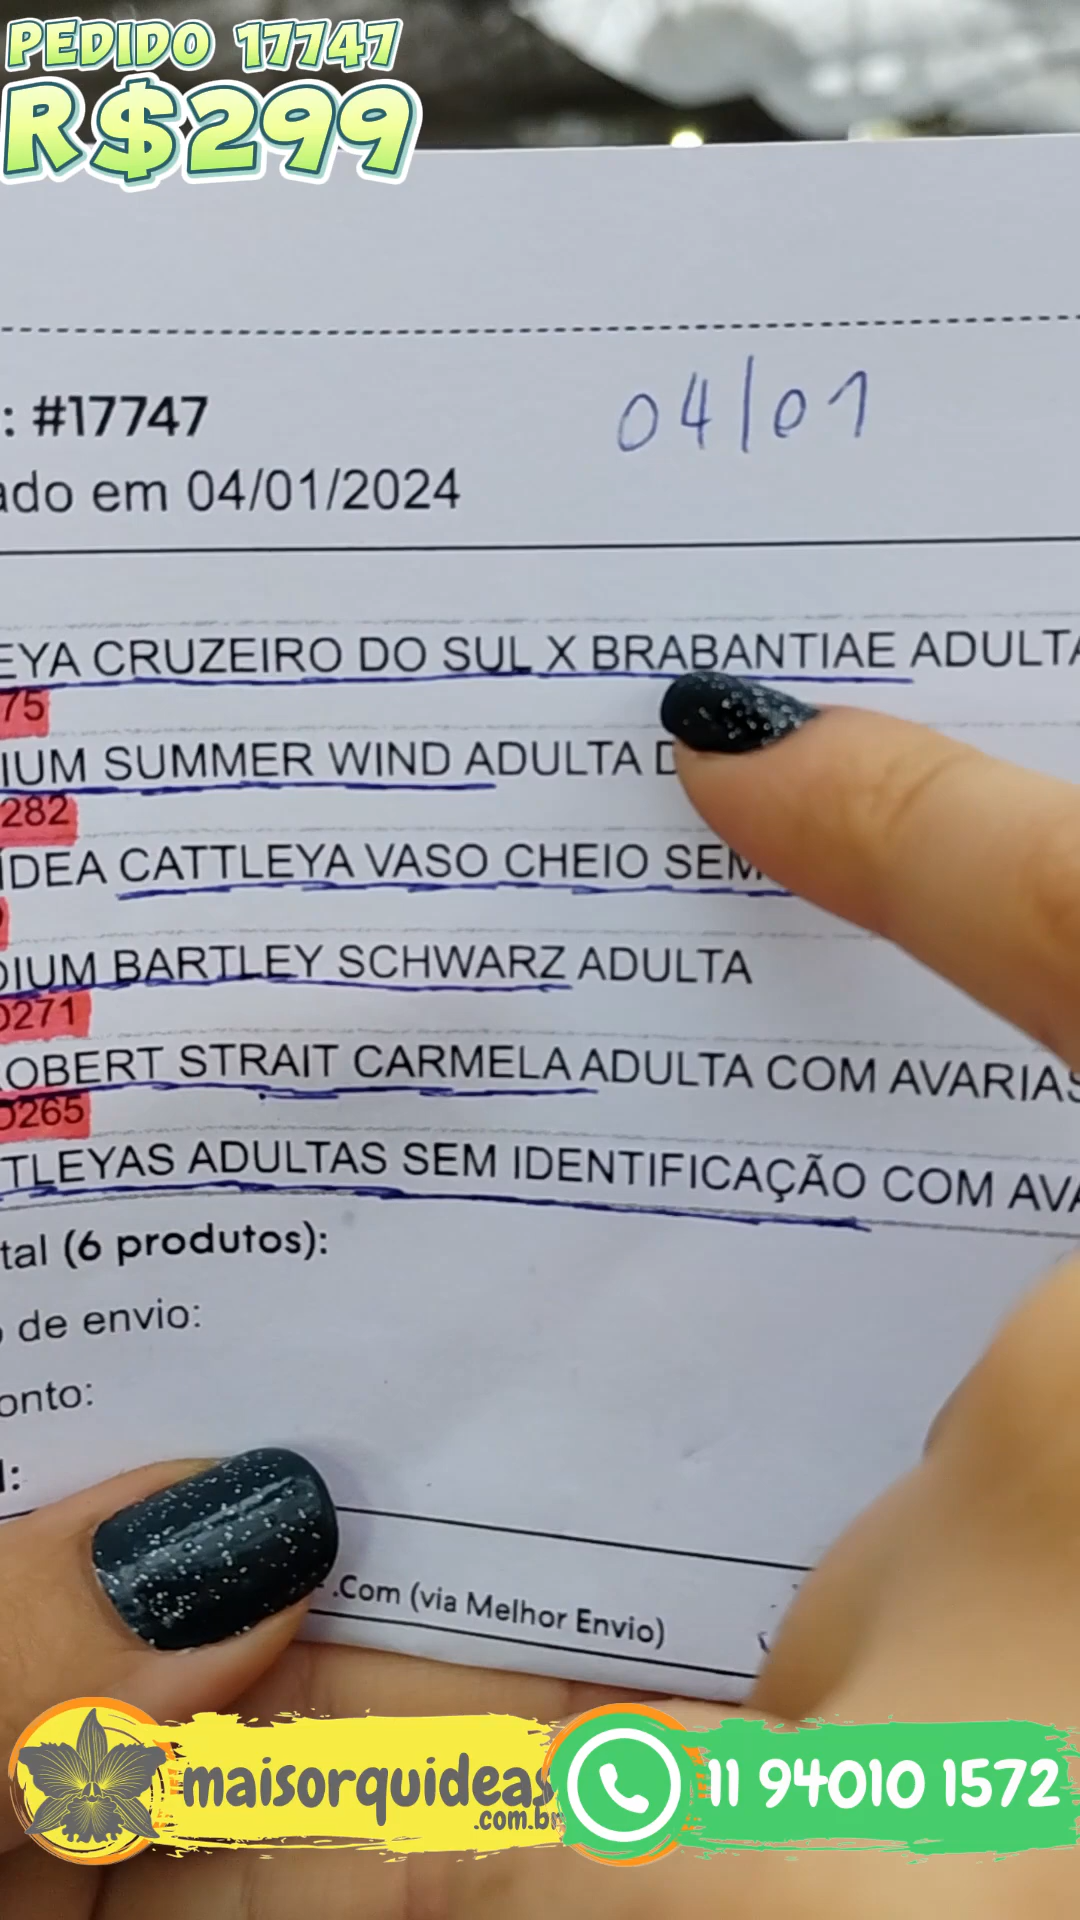 PEDIDO 17747
R$299
: #17747
04/01
ado em 04/01/2024
EYA CRUZEIRO DO SUL X BRABANTIAE ADULTA
75
IUM SUMMER WIND ADULTA D
282
ÍDEA CATTLEYA VASO CHEIO SEM
DIUM BARTLEY SCHWARZ ADULTA
0271
OBERT STRAIT CARMELA ADULTA COM AVARIAS
0265
TLEYAS ADULTAS SEM IDENTIFICAÇÃO COM AVA
tal (6 produtos):
o de envio:
onto:
l:
.Com (via Melhor Envio)
maisorquideas
.com.br
11 94010 1572